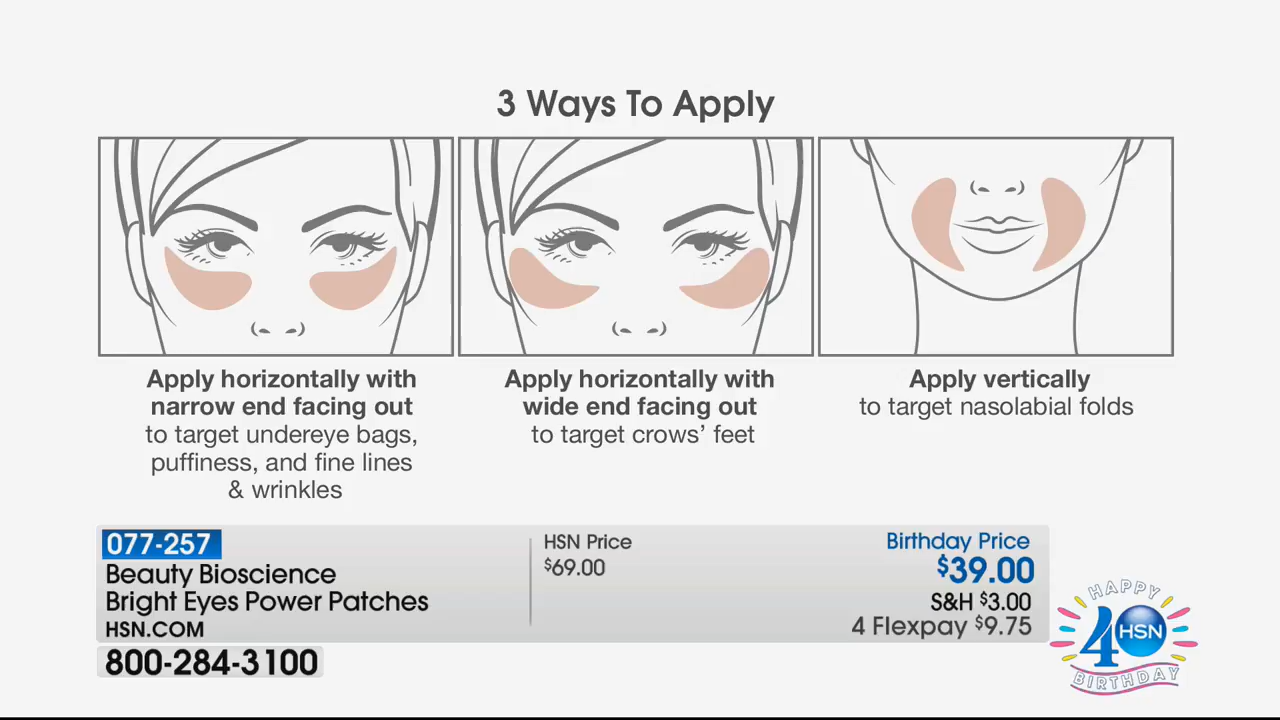 3 Ways To Apply
Apply horizontally with
narrow end facing out
to target undereye bags,
puffiness, and fine lines
& wrinkles
Apply horizontally with
wide end facing out
to target crows’ feet
Apply vertically
to target nasolabial folds
077-257
Beauty Bioscience
Bright Eyes Power Patches
HSN.COM
800-284-3100
HSN Price
$69.00
Birthday Price
$39.00
S&H $3.00
4 Flexpay $9.75
HAPPY
40
HSN
BIRTHDAY